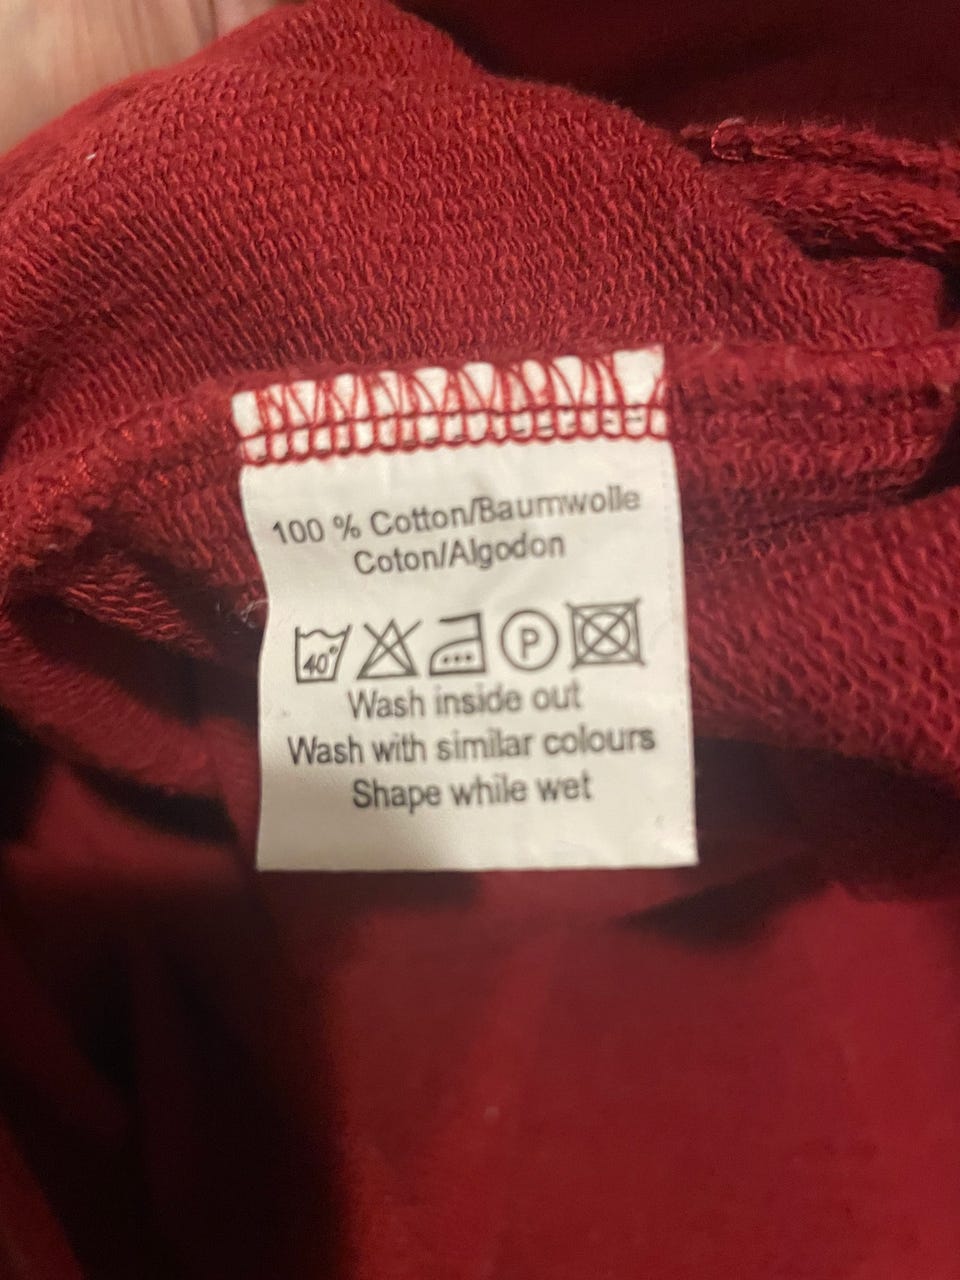 100 % Cotton/Baumwolle
Coton/Algodon
40° P
Wash inside out
Wash with similar colours
Shape while wet